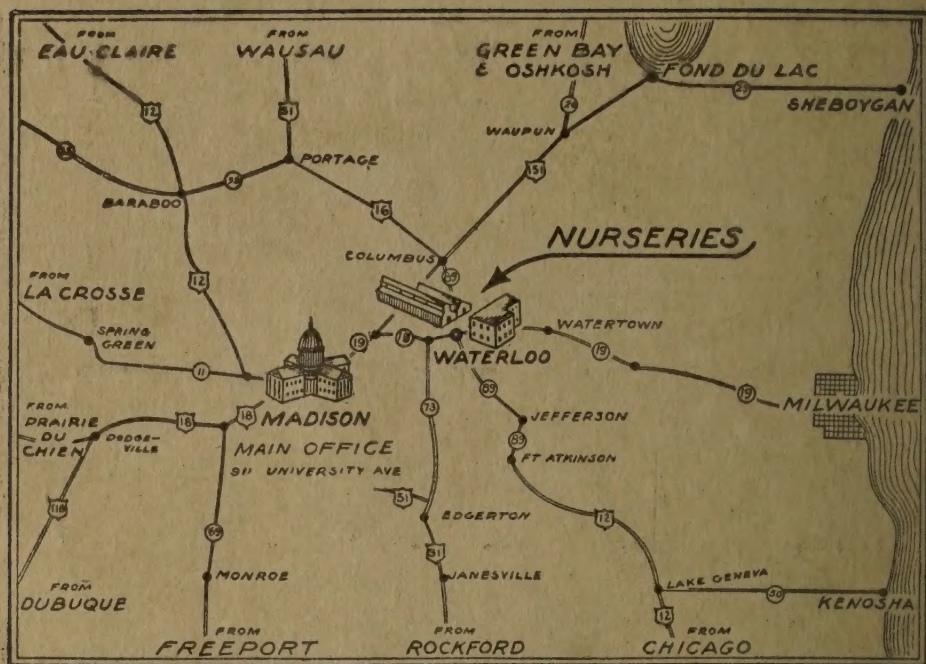 FROM
EAU CLAIRE
FROM
WAUSAU
FROM
GREEN BAY
& OSHKOSH
FOND DU LAC
23
SHEBOYGAN
12
51
26
WAUPUN
PORTAGE
151
BARABOO
16
NURSERIES
COLUMBUS
89
12
FROM
LA CROSSE
SPRING
GREEN
11
19
WATERLOO
WATERTOWN
19
19
MILWAUKEE
MADISON
MAIN OFFICE
911 UNIVERSITY AVE
FROM
PRAIRIE
DU
CHIEN
DODGE-
VILLE
18
18
73
89
JEFFERSON
89
FT ATKINSON
118
69
51
EDGERTON
12
51
MONROE
JANESVILLE
LAKE GENEVA
50
KENOSHA
12
FROM
DUBUQUE
FROM
FREEPORT
FROM
ROCKFORD
FROM
CHICAGO